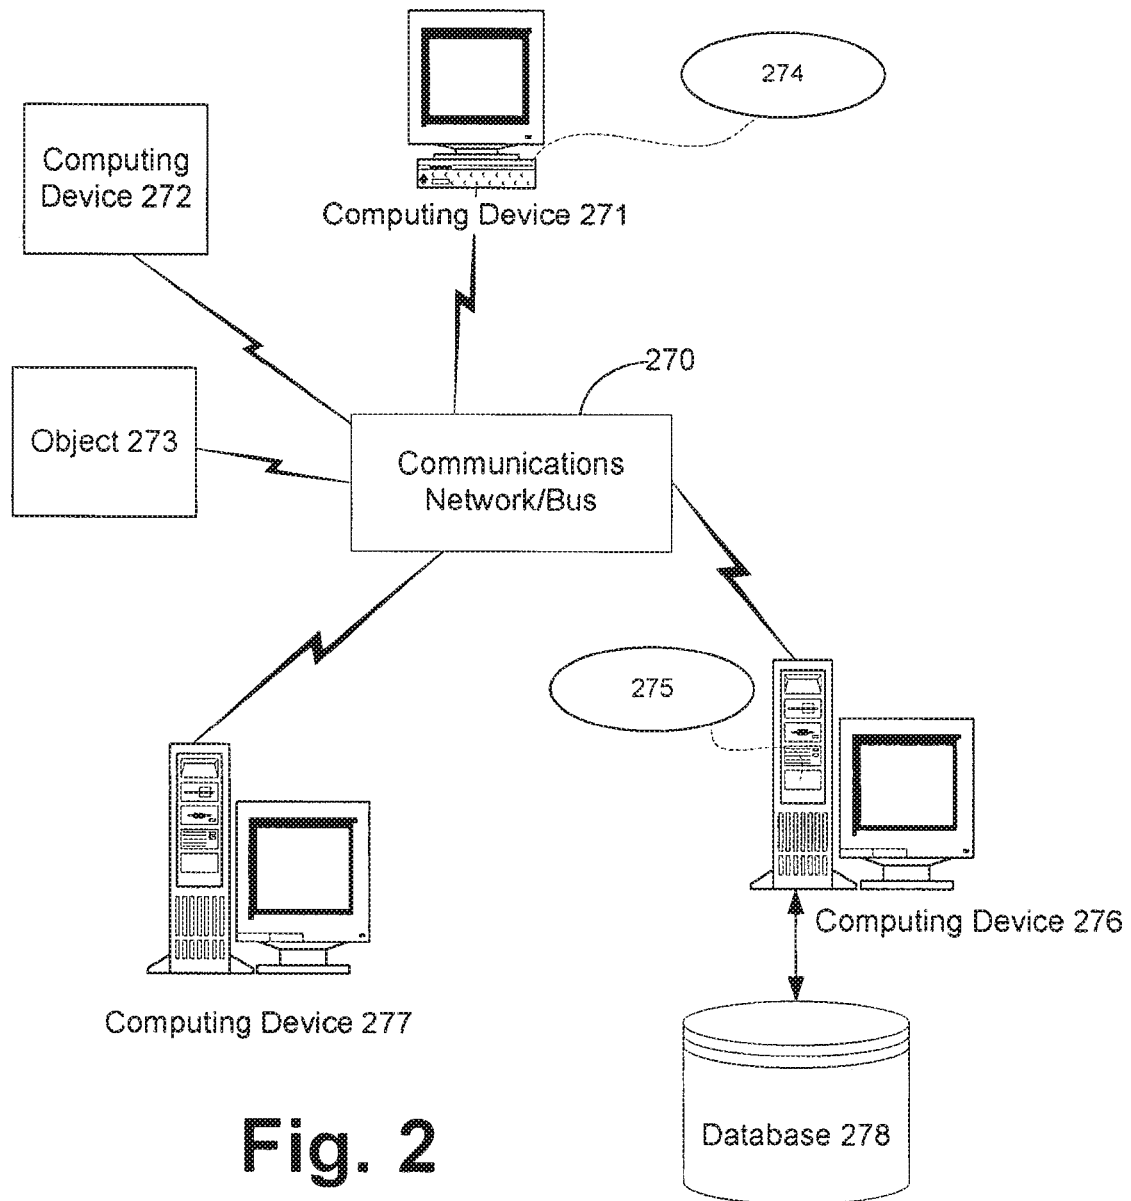 274
Computing
Device 272
Computing Device 271
270
Object 273
Communications
Network/Bus
275
Computing Device 276
Computing Device 277
Database 278
Fig. 2